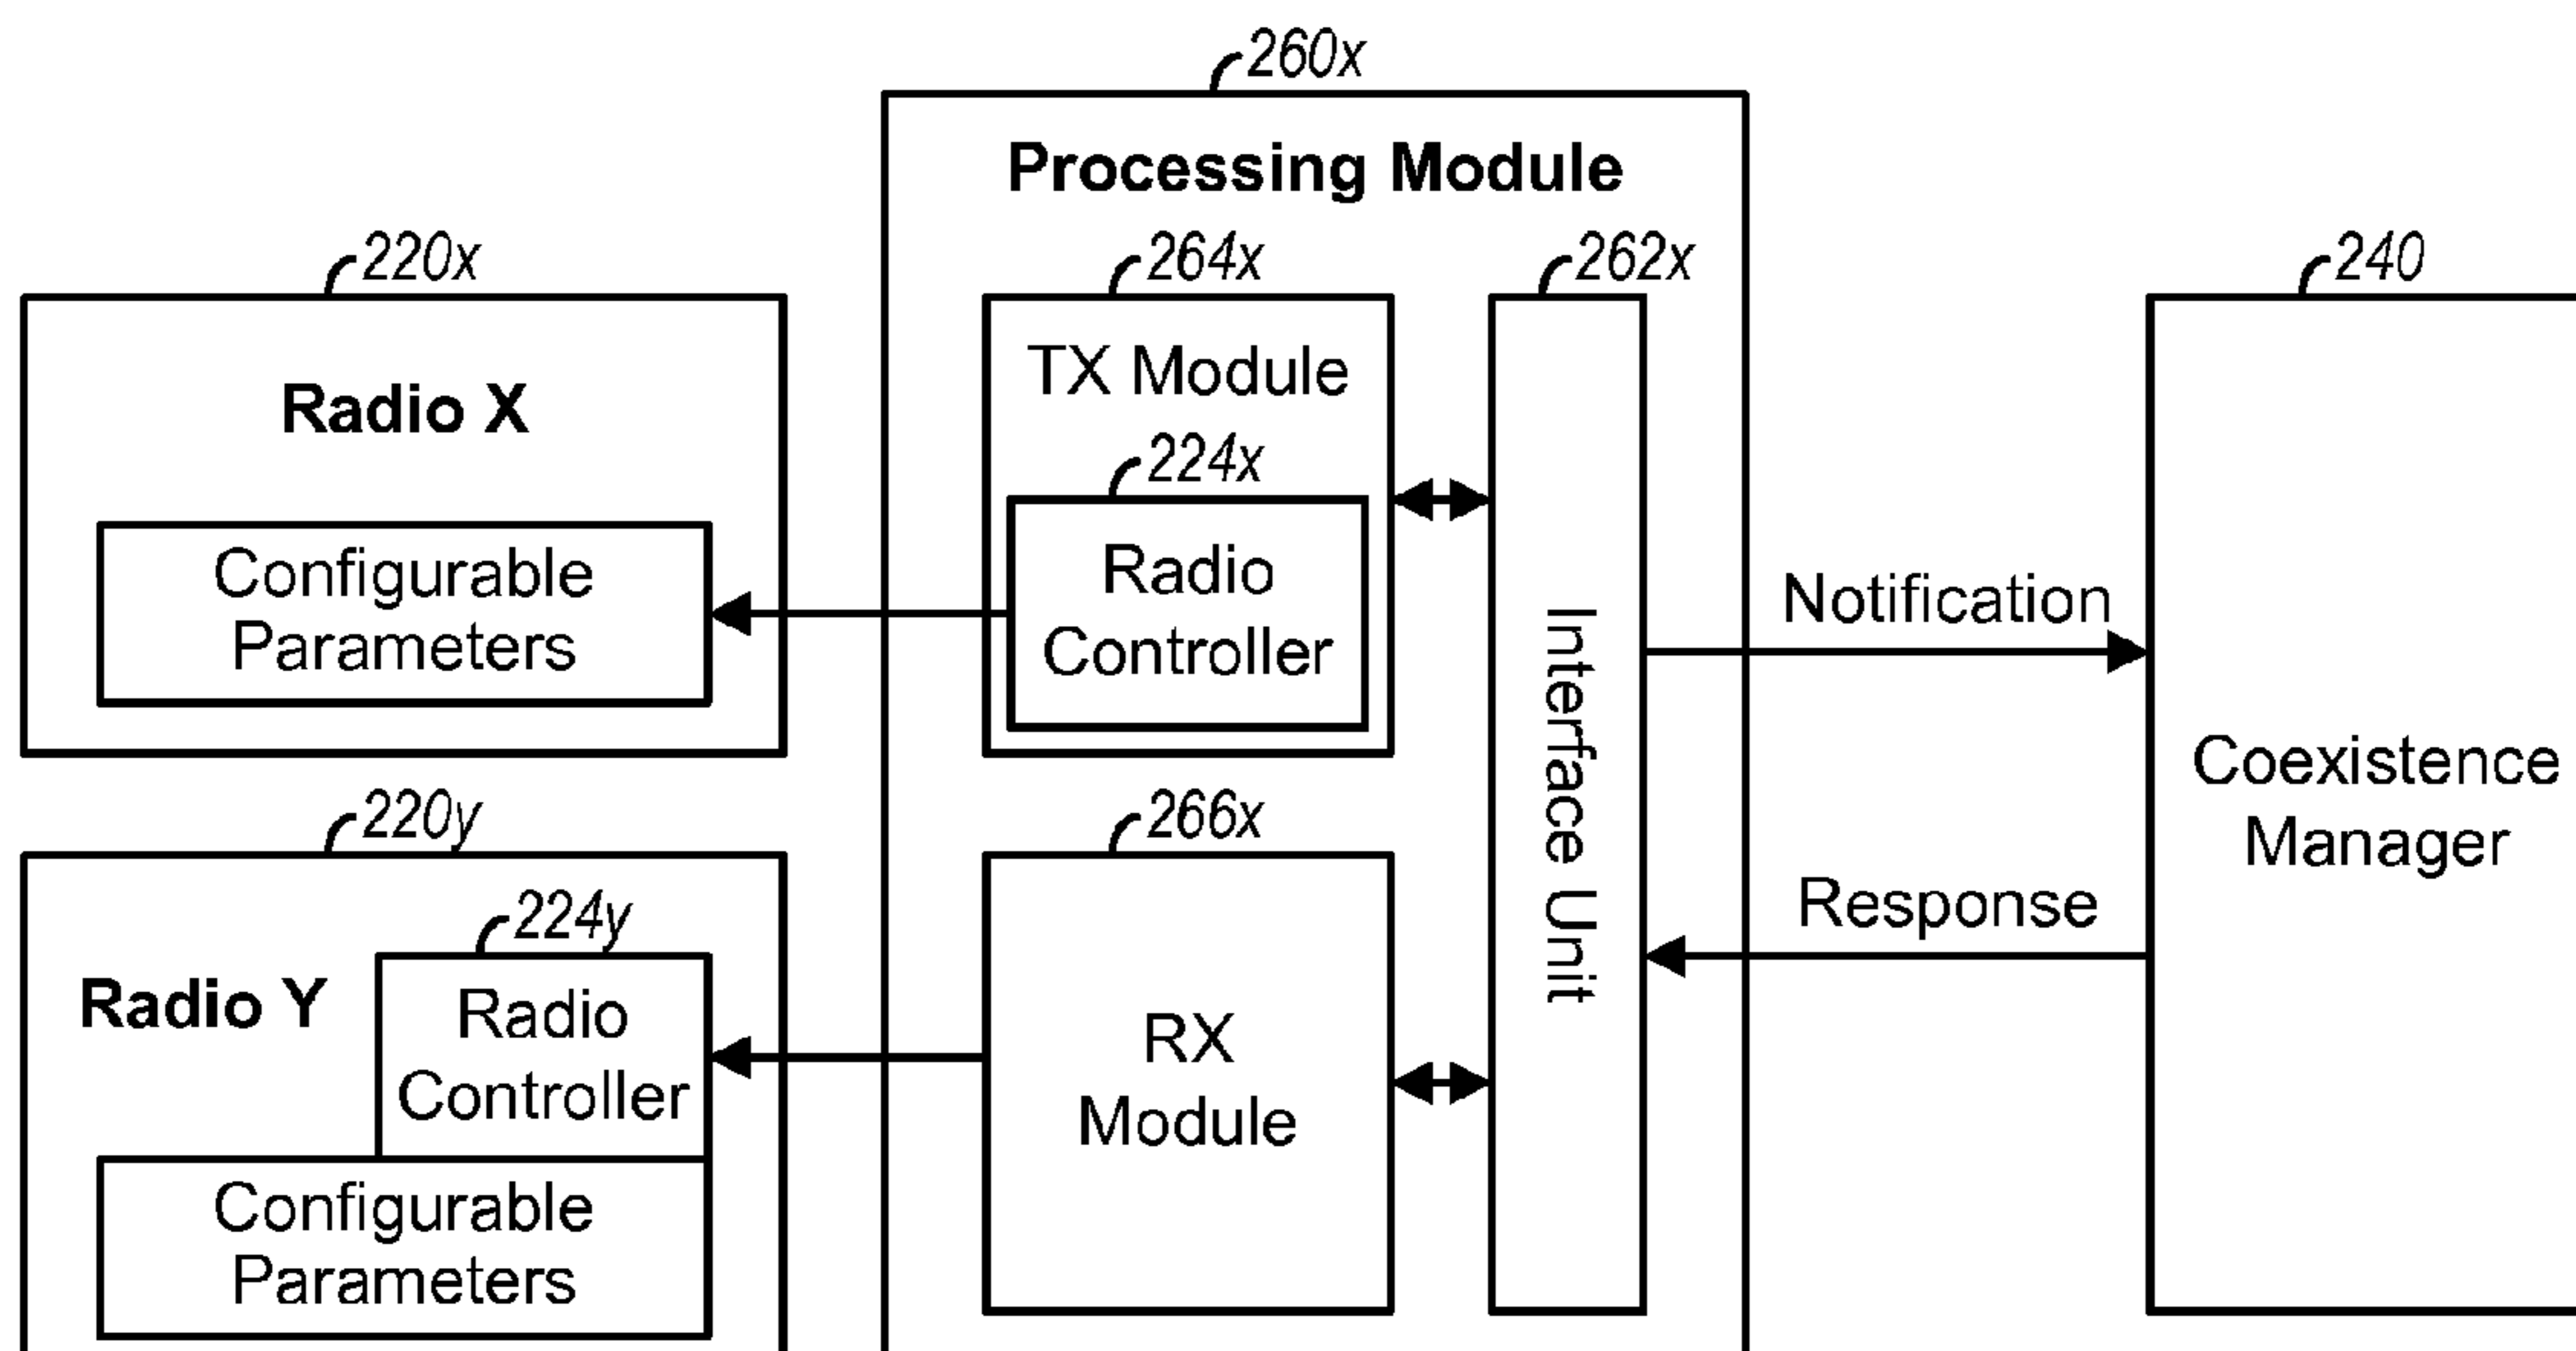 260x
Processing Module
220x
264x
262x
240
Radio X
TX Module
224x
Configurable
Parameters
Radio
Controller
Interface Unit
Notification
Coexistence
Manager
Response
220y
266x
224y
Radio Y
Radio
Controller
RX
Module
Configurable
Parameters